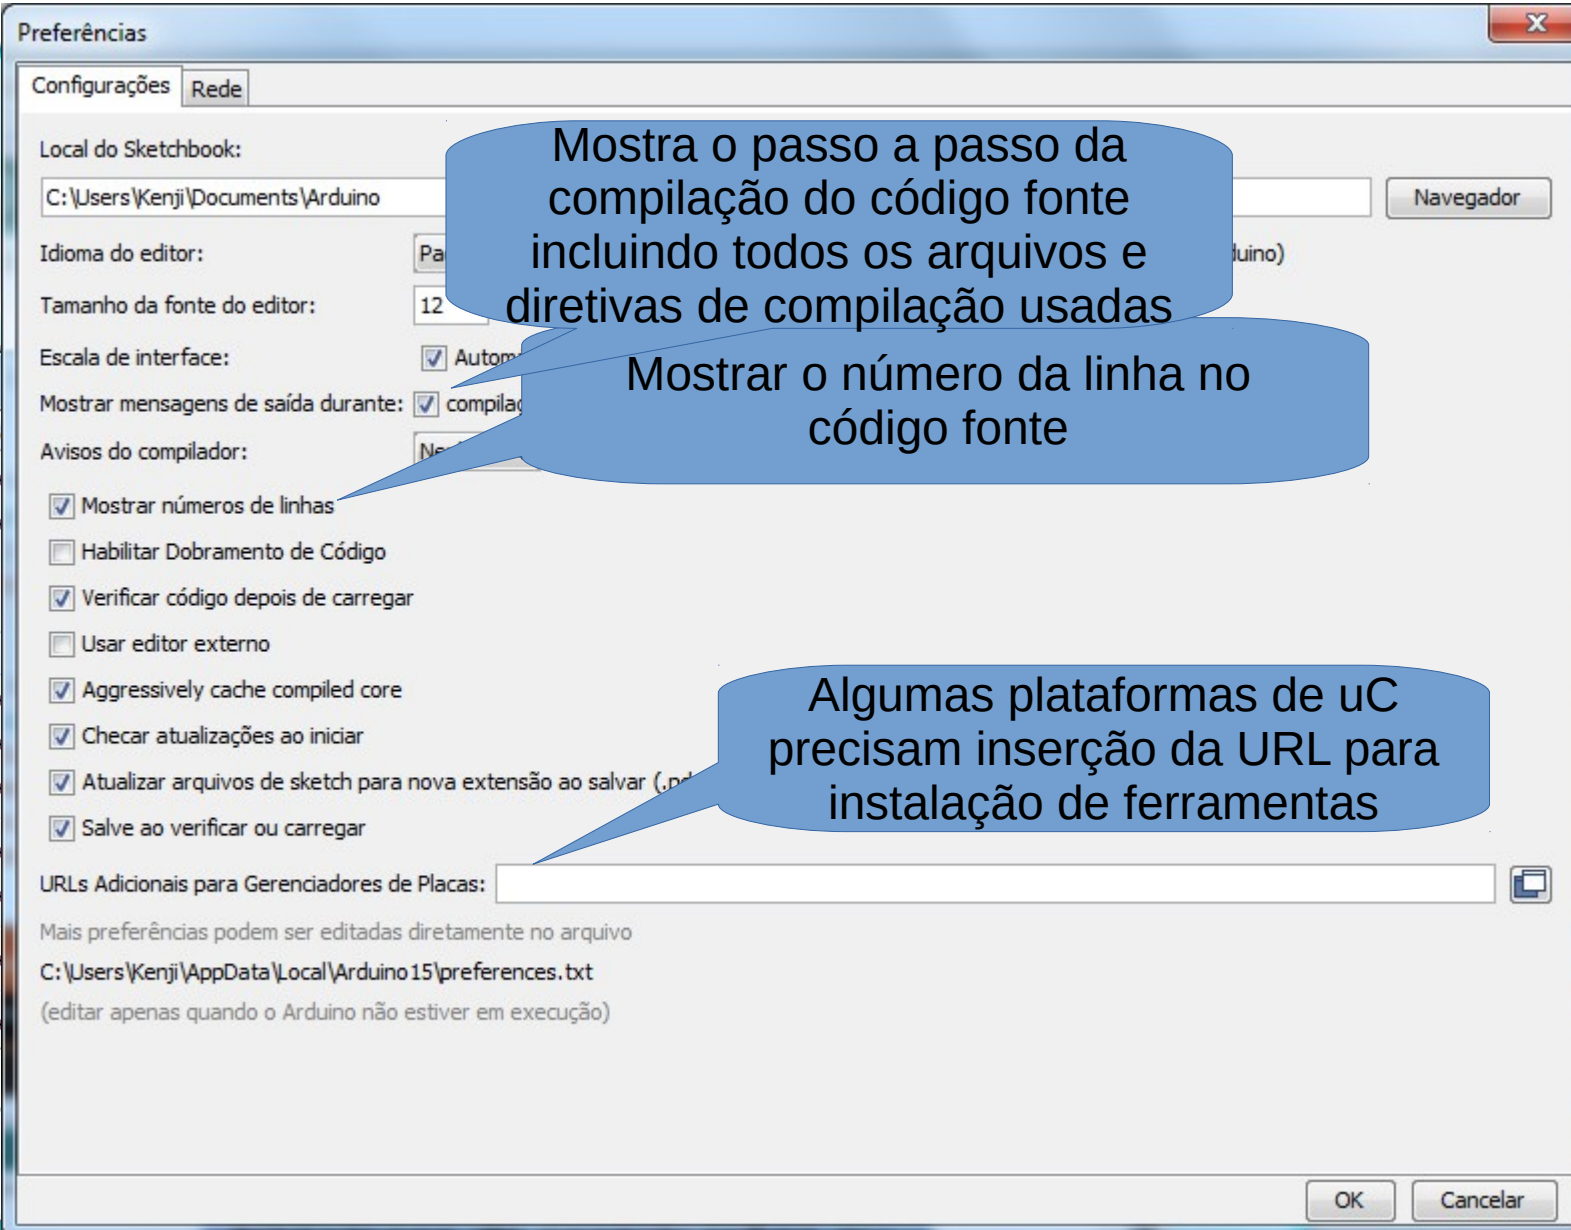 Preferências
Configurações Rede
Local do Sketchbook:
C:\Users\Kenji\Documents\Arduino
Navegador
Mostra o passo a passo da
compilação do código fonte
incluindo todos os arquivos e
diretivas de compilação usadas
Idioma do editor:
Tamanho da fonte do editor: 12
Escala de interface:
Mostrar mensagens de saída durante:
Mostrar o número da linha no
código fonte
Avisos do compilador:
Mostrar números de linhas
Habilitar Dobramento de Código
Verificar código depois de carregar
Usar editor externo
Aggressively cache compiled core
Checar atualizações ao iniciar
Atualizar arquivos de sketch para nova extensão ao salvar
Salve ao verificar ou carregar
Algumas plataformas de uC
precisam inserção da URL para
instalação de ferramentas
URLs Adicionais para Gerenciadores de Placas:
Mais preferências podem ser editadas diretamente no arquivo
C:\Users\Kenji\AppData\Local\Arduino15\preferences.txt
(editar apenas quando o Arduino não estiver em execução)
OK Cancelar